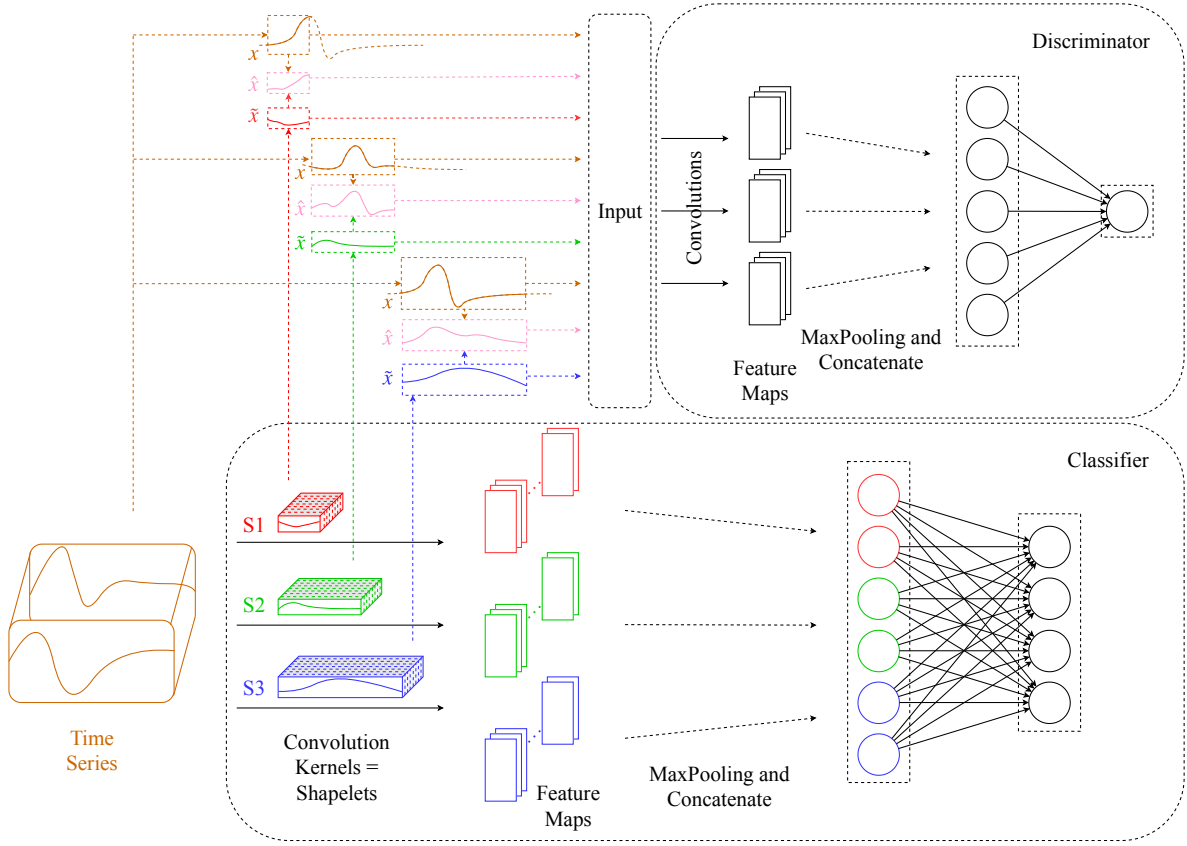 x
x̂
x̃
x
x̂
x̃
x
x̂
x̃
Input
Discriminator
Convolutions
Feature
Maps
MaxPooling and
Concatenate
Classifier
S1
S2
S3
Time
Series
Convolution
Kernels =
Shapelets
Feature
Maps
MaxPooling and
Concatenate